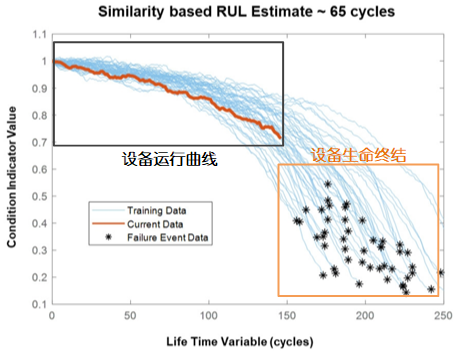 Similarity based RUL Estimate ~ 65 cycles
1.1
1
0.9
0.8
0.7
0.6
0.5
0.4
0.3
0.2
0.1
Condition Indicator Value
设备运行曲线
设备生命终结
Training Data
Current Data
Failure Event Data
0
50
100
150
200
250
Life Time Variable (cycles)